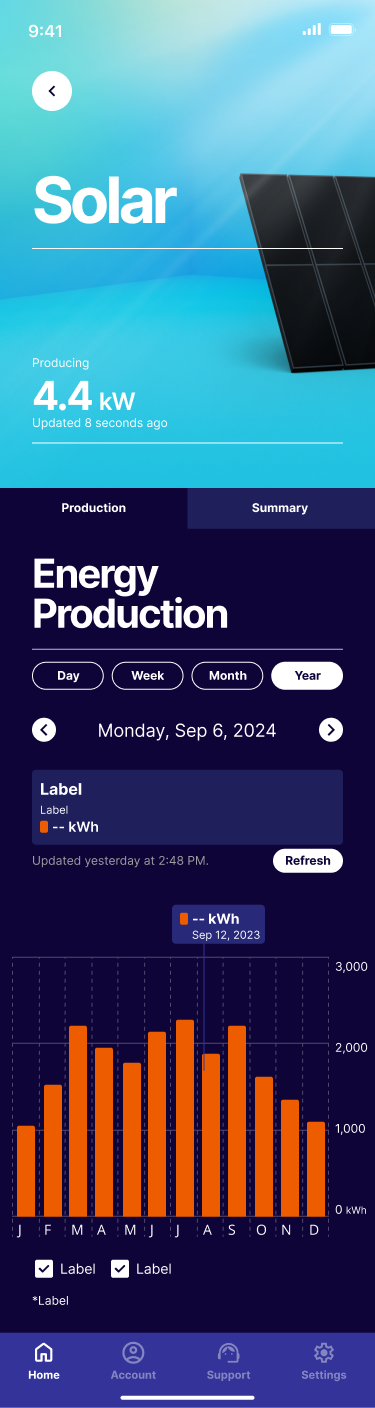 9:41
Solar
Producing
4.4 kW
Updated 8 seconds ago
Production Summary
Energy
Production
Day Week Month Year
Monday, Sep 6, 2024
Label
Label
-- kWh
Updated yesterday at 2:48 PM. Refresh
-- kWh
Sep 12, 2023
3,000
2,000
1,000
0 kWh
J F M A M J J A S O N D
Label Label
*Label
Home Account Support Settings